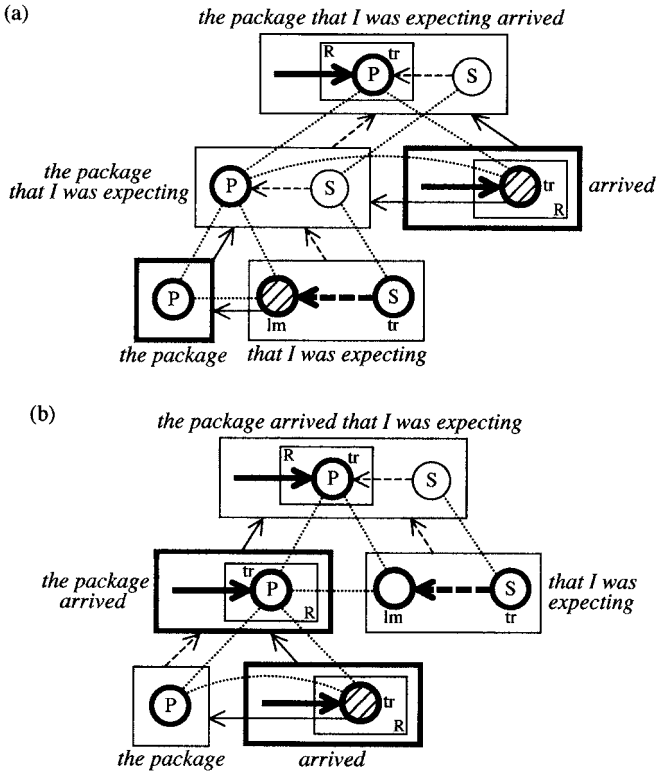 (a)
the package that I was expecting arrived
R tr
P S
the package
that I was expecting
P S
tr
R
arrived
P S
lm tr
the package that I was expecting
(b)
the package arrived that I was expecting
R tr
P S
the package
arrived
tr
P
R
S
lm tr
that I was
expecting
P
tr
R
the package arrived